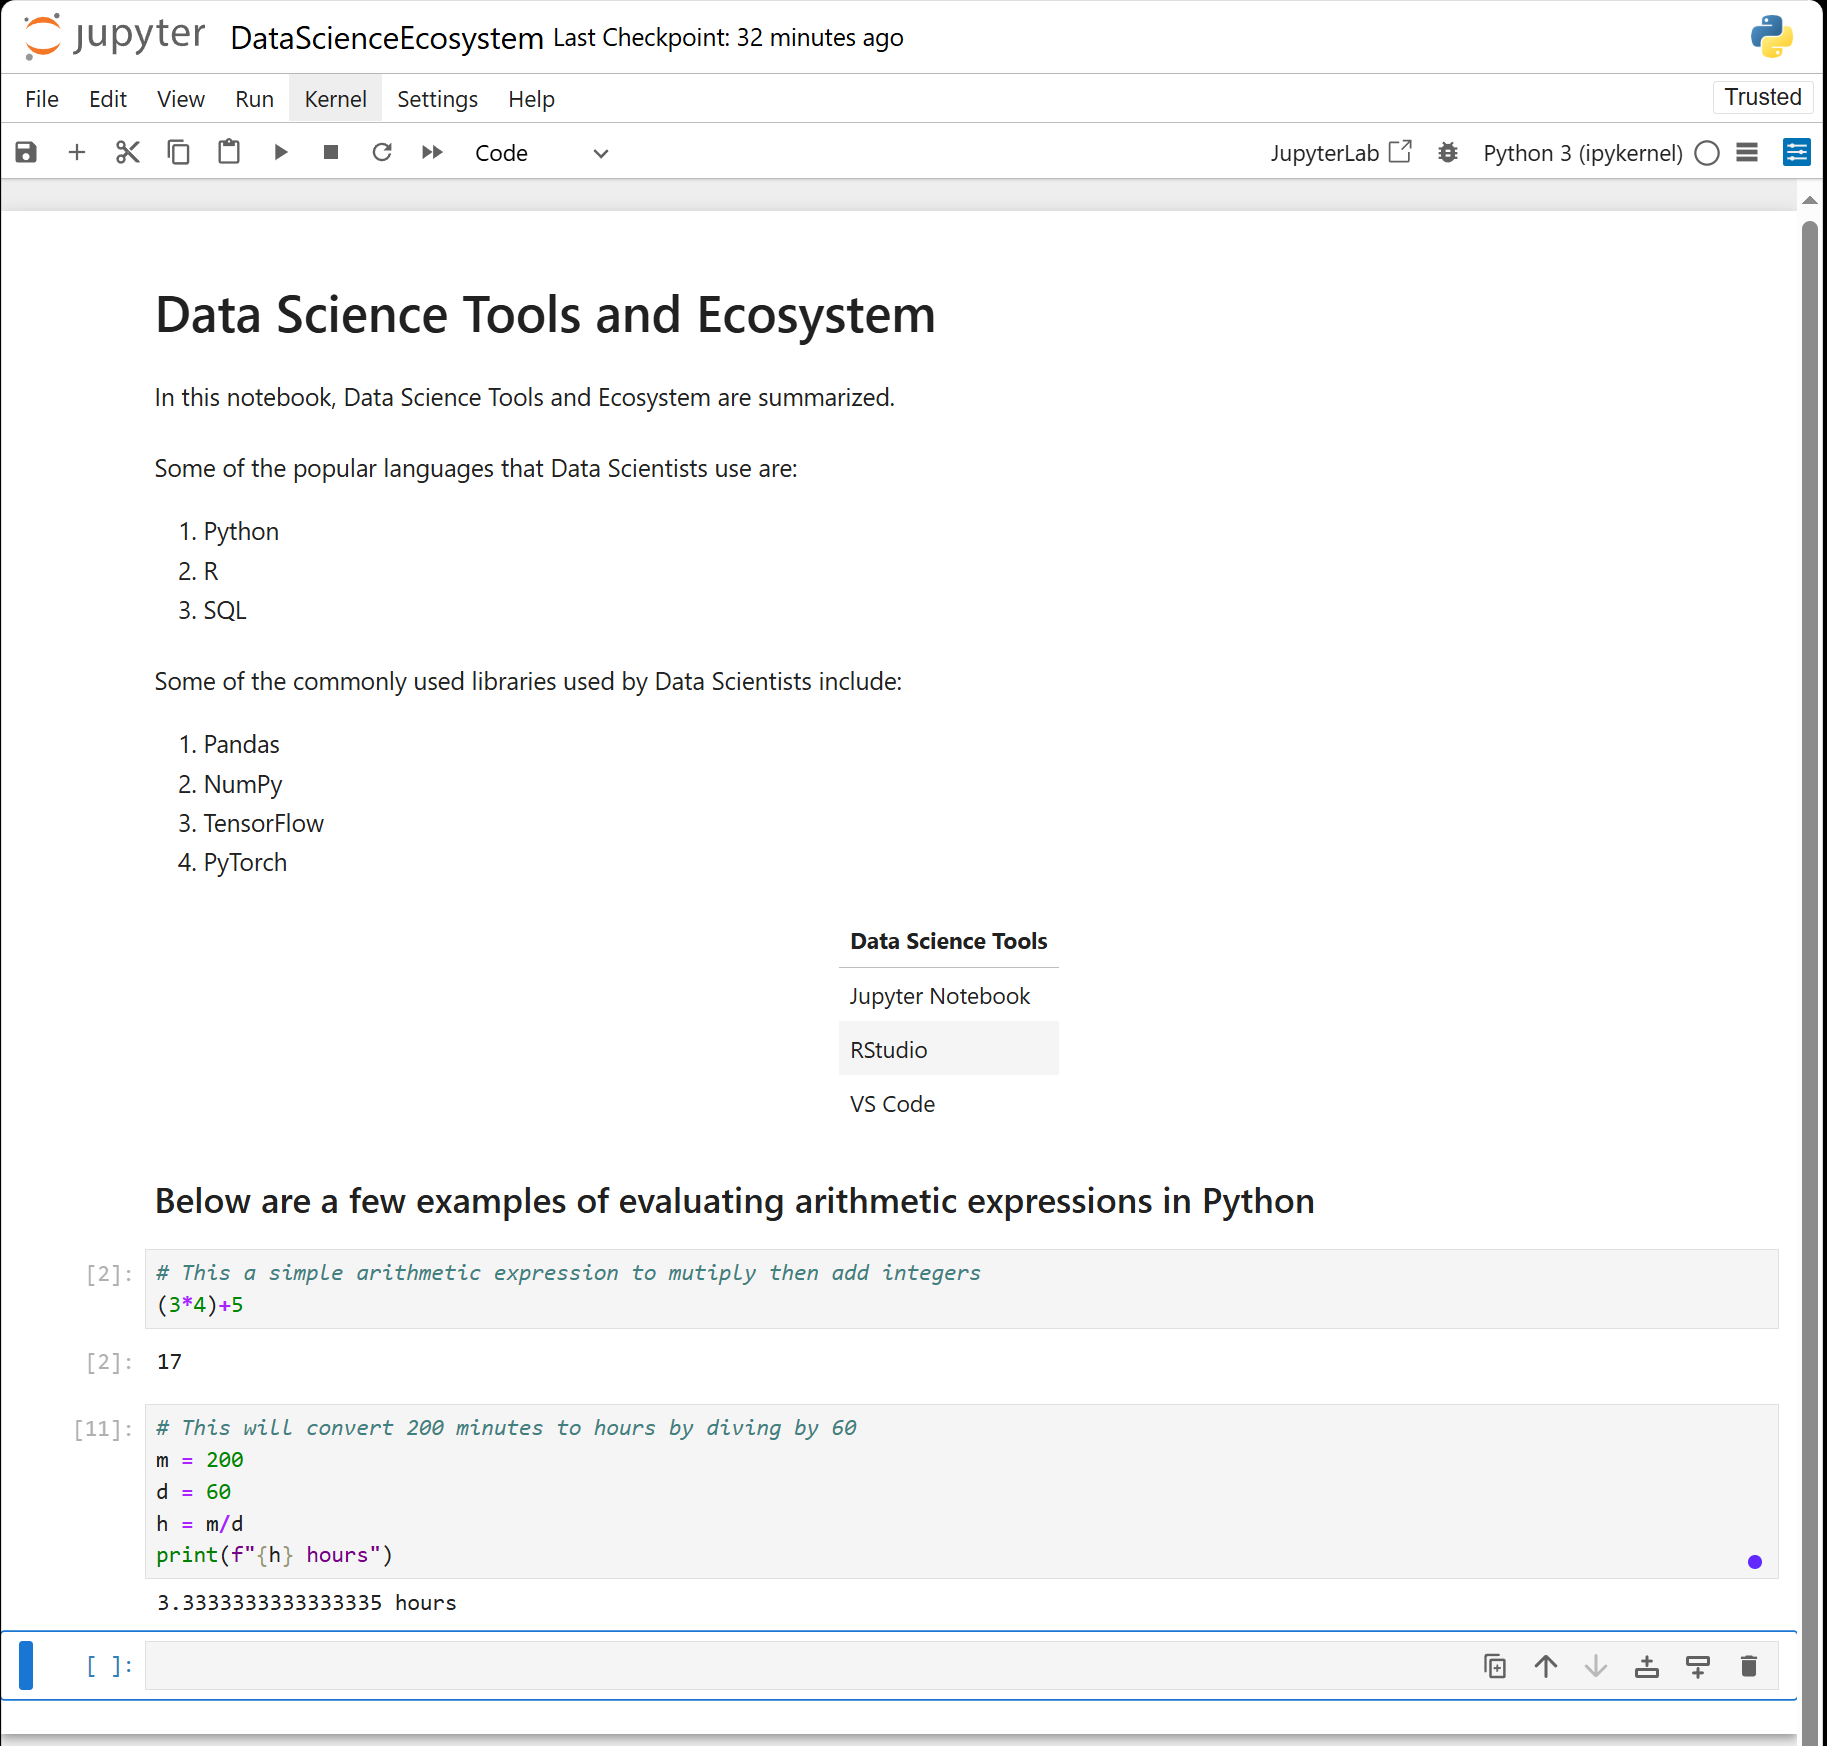 jupyter DataScienceEcosystem Last Checkpoint: 32 minutes ago
File Edit View Run Kernel Settings Help Trusted
Code JupyterLab Python 3 (ipykernel)
Data Science Tools and Ecosystem
In this notebook, Data Science Tools and Ecosystem are summarized.
Some of the popular languages that Data Scientists use are:
1. Python
2. R
3. SQL
Some of the commonly used libraries used by Data Scientists include:
1. Pandas
2. NumPy
3. TensorFlow
4. PyTorch
Data Science Tools
Jupyter Notebook
RStudio
VS Code
Below are a few examples of evaluating arithmetic expressions in Python
[2]: # This a simple arithmetic expression to mutiply then add integers
(3*4)+5
[2]: 17
[11]: # This will convert 200 minutes to hours by diving by 60
m = 200
d = 60
h = m/d
print(f"{h} hours")
3.3333333333333335 hours
[ ]: